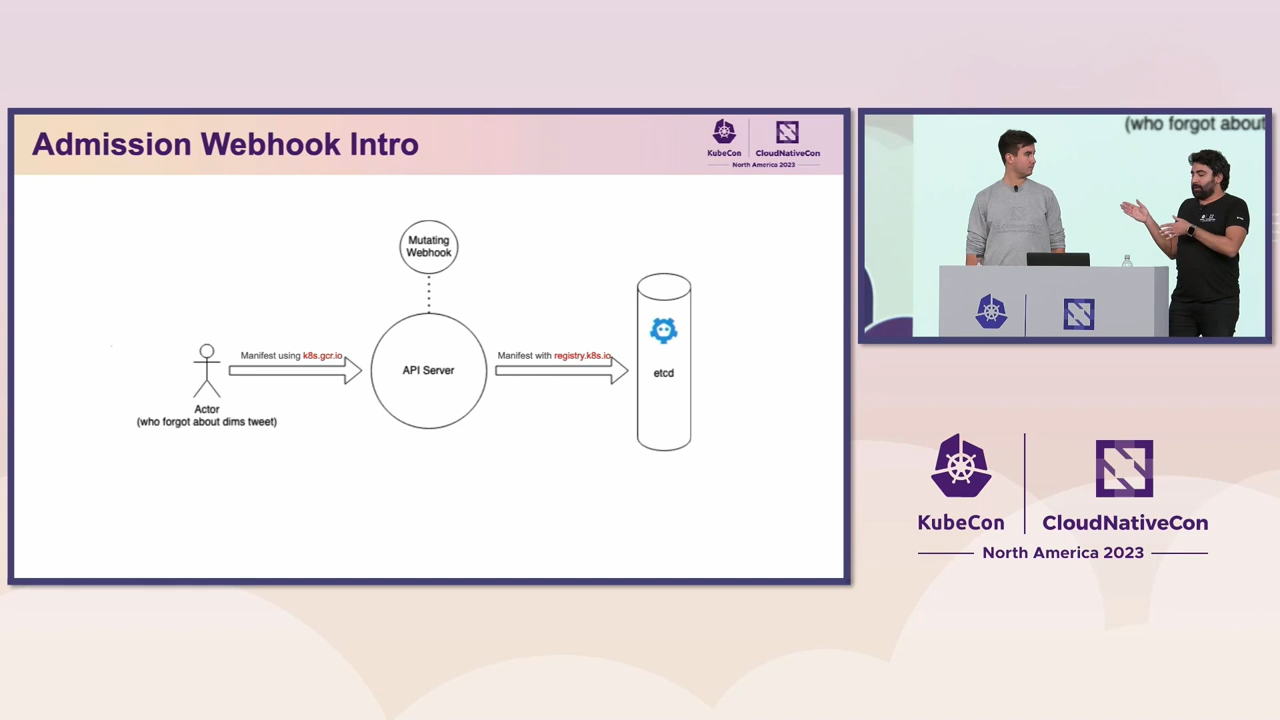 Admission Webhook Intro
KubeCon
CloudNativeCon
North America 2023
Mutating
Webhook
Manifest using k8s.gcr.io
API Server
Manifest with registry.k8s.io
etcd
Actor
(who forgot about dims tweet)
(who forgot about
KubeCon
CloudNativeCon
North America 2023